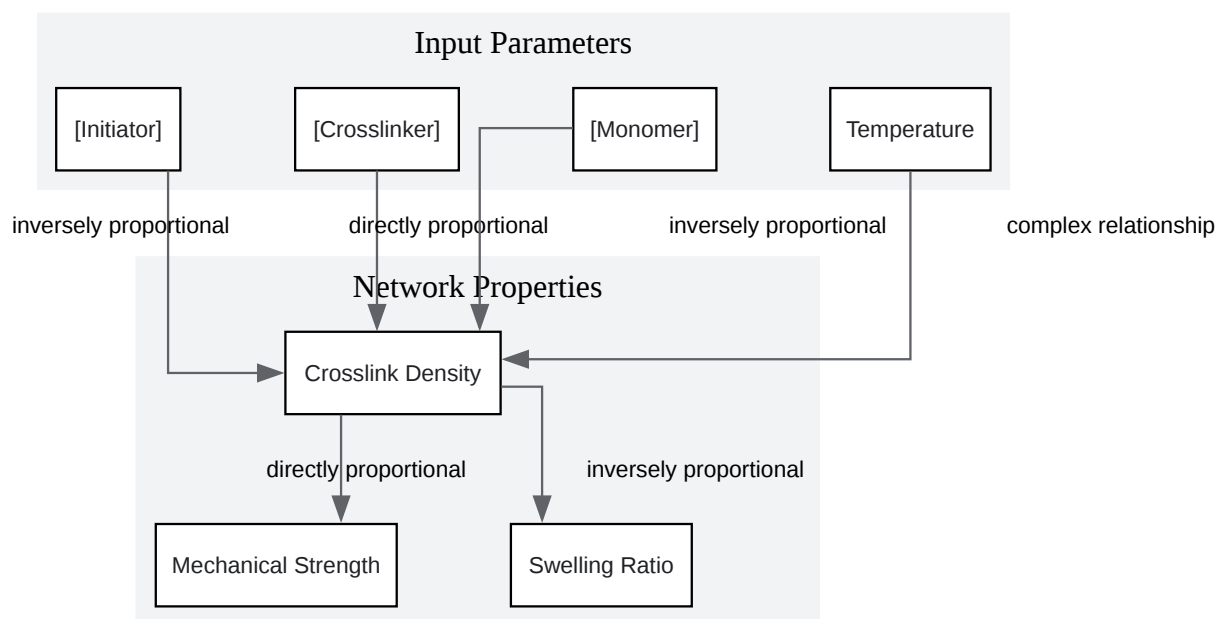 Input Parameters
[Initiator]
[Crosslinker]
[Monomer]
Temperature
inversely proportional
directly proportional
inversely proportional
complex relationship
Network Properties
Crosslink Density
directly proportional
inversely proportional
Mechanical Strength
Swelling Ratio